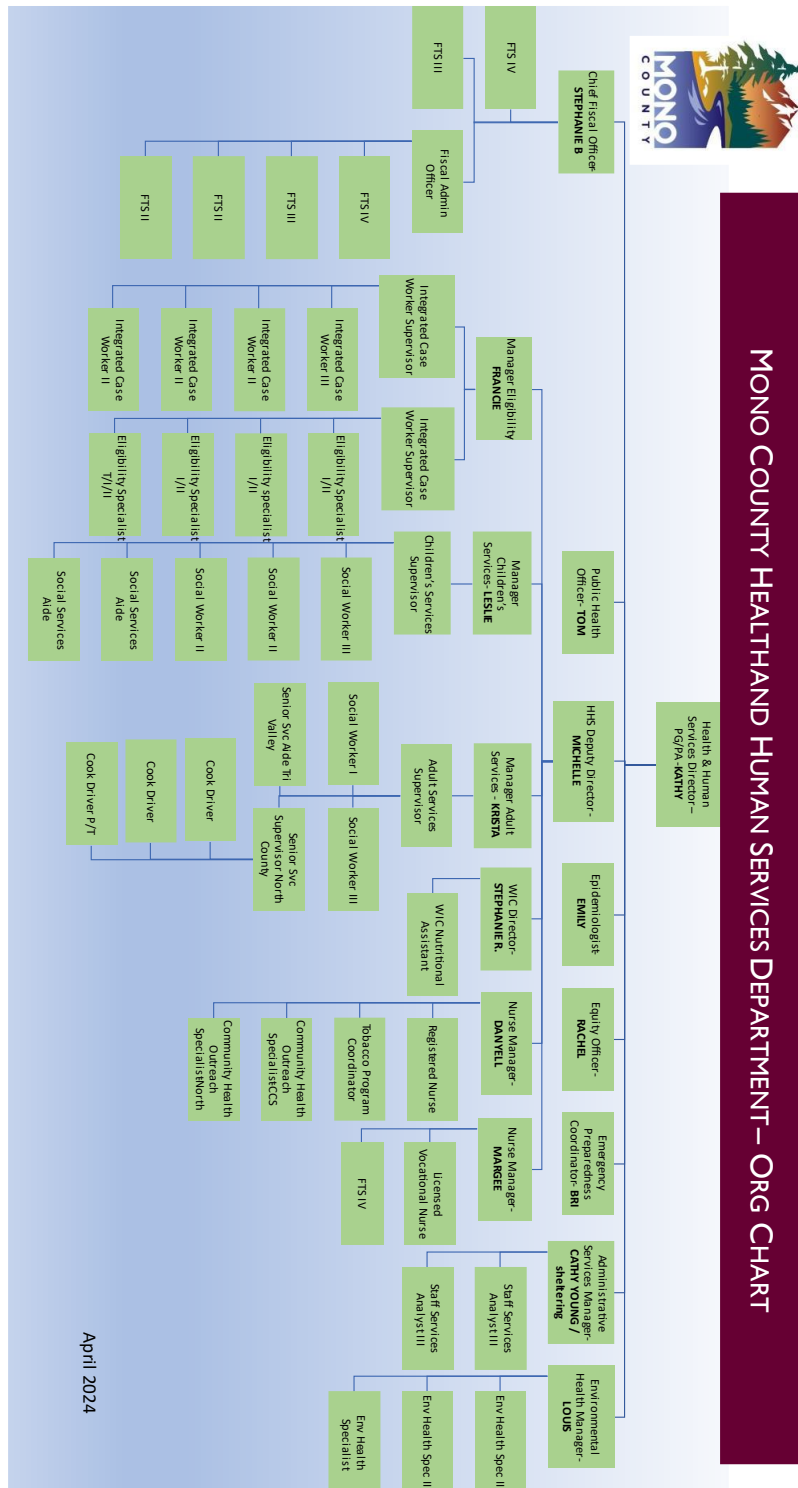 MONO
COUNTY
MONO COUNTY HEALTHAND HUMAN SERVICES DEPARTMENT– ORG CHART
Health & Human
Services Director–
PG/PA-KATHY
Chief Fiscal Officer-
STEPHANIE B
Public Health
Officer- TOM
HHS Deputy Director -
MICHELLE
Epidemiologist-
EMILY
Equity Officer-
RACHEL
Emergency
Preparedness
Coordinator- BRI
Administrative
Services Manager-
CATHY YOUNG /
sheltering
Environmental
Health Manager-
LOUIS
FTS IV
FTS III
Fiscal Admin
Officer
FTS IV
FTS III
FTS II
FTS II
Manager Eligibility
FRANCIE
Integrated Case
Worker Supervisor
Integrated Case
Worker III
Integrated Case
Worker II
Integrated Case
Worker II
Integrated Case
Worker II
Integrated Case
Worker Supervisor
Eligibility Specialist
I/II
Eligibility specialist
I/II
Eligibility Specialist
I/II
Eligibility Specialist
T/I/II
Manager
Children's
Services- LESLIE
Children's Services
Supervisor
Social Worker III
Social Worker II
Social Worker II
Social Services
Aide
Social Services
Aide
Manager Adult
Services - KRISTA
Adult Services
Supervisor
Social Worker I
Social Worker III
Senior Svc Aide Tri
Valley
Senior Svc
Supervisor North
County
Cook Driver
Cook Driver
Cook Driver P/T
WIC Director-
STEPHANIE R.
WIC Nutritional
Assistant
Nurse Manager-
DANYELL
Registered Nurse
Tobacco Program
Coordinator
Community Health
Outreach
SpecialistCCS
Community Health
Outreach
SpecialistNorth
Nurse Manager-
MARGEE
Licensed
Vocational Nurse
FTS IV
Staff Services
Analyst III
Staff Services
Analyst III
Env Health Spec II
Env Health Spec II
Env Health
Specialist
April 2024